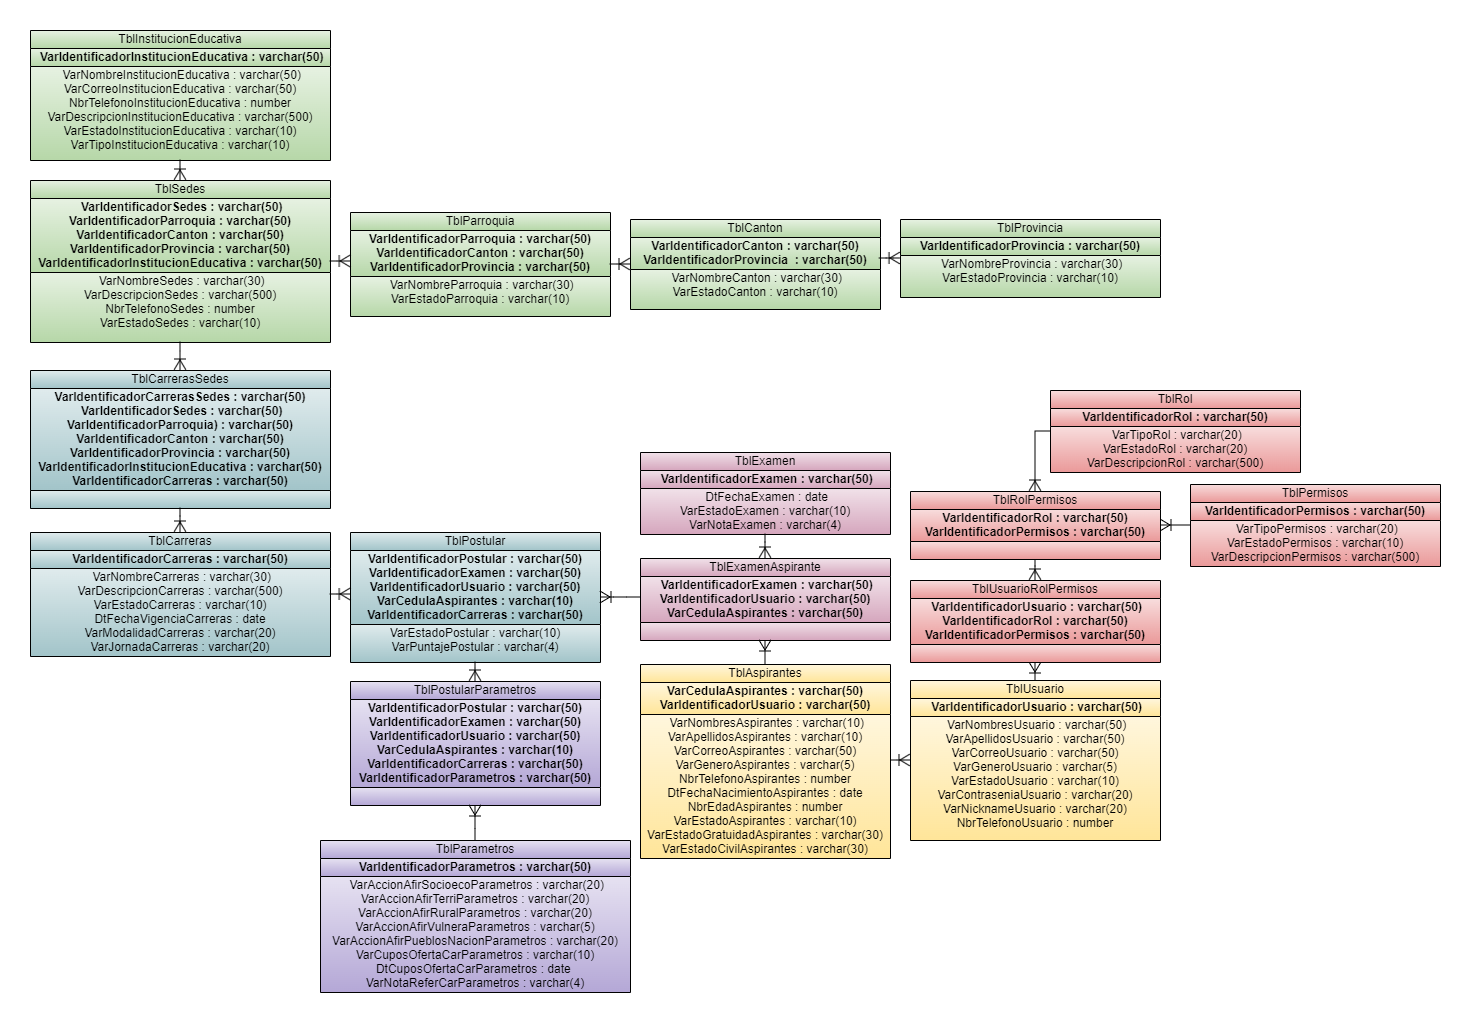 TblInstitucionEducativa
VarIdentificadorInstitucionEducativa : varchar(50)
VarNombreInstitucionEducativa : varchar(50)
VarCorreoInstitucionEducativa : varchar(50)
NbrTelefonoInstitucionEducativa : number
VarDescripcionInstitucionEducativa : varchar(500)
VarEstadoInstitucionEducativa : varchar(10)
VarTipoInstitucionEducativa : varchar(10)
TblSedes
VarIdentificadorSedes : varchar(50)
VarIdentificadorParroquia : varchar(50)
VarIdentificadorCanton : varchar(50)
VarIdentificadorProvincia : varchar(50)
VarIdentificadorInstitucionEducativa : varchar(50)
VarNombreSedes : varchar(30)
VarDescripcionSedes : varchar(500)
NbrTelefonoSedes : number
VarEstadoSedes : varchar(10)
TblParroquia
VarIdentificadorParroquia : varchar(50)
VarIdentificadorCanton : varchar(50)
VarIdentificadorProvincia : varchar(50)
VarNombreParroquia : varchar(30)
VarEstadoParroquia : varchar(10)
TblCanton
VarIdentificadorCanton : varchar(50)
VarIdentificadorProvincia : varchar(50)
VarNombreCanton : varchar(30)
VarEstadoCanton : varchar(10)
TblProvincia
VarIdentificadorProvincia : varchar(50)
VarNombreProvincia : varchar(30)
VarEstadoProvincia : varchar(10)
TblCarrerasSedes
VarIdentificadorCarrerasSedes : varchar(50)
VarIdentificadorSedes : varchar(50)
VarIdentificadorParroquia) : varchar(50)
VarIdentificadorCanton : varchar(50)
VarIdentificadorProvincia : varchar(50)
VarIdentificadorInstitucionEducativa : varchar(50)
VarIdentificadorCarreras : varchar(50)
TblCarreras
VarIdentificadorCarreras : varchar(50)
VarNombreCarreras : varchar(30)
VarDescripcionCarreras : varchar(500)
VarEstadoCarreras : varchar(10)
DtFechaVigenciaCarreras : date
VarModalidadCarreras : varchar(20)
VarJornadaCarreras : varchar(20)
TblPostular
VarIdentificadorPostular : varchar(50)
VarIdentificadorExamen : varchar(50)
VarIdentificadorUsuario : varchar(50)
VarCedulaAspirantes : varchar(10)
VarIdentificadorCarreras : varchar(50)
VarEstadoPostular : varchar(10)
VarPuntajePostular : varchar(4)
TblPostularParametros
VarIdentificadorPostular : varchar(50)
VarIdentificadorExamen : varchar(50)
VarIdentificadorUsuario : varchar(50)
VarCedulaAspirantes : varchar(10)
VarIdentificadorCarreras : varchar(50)
VarIdentificadorParametros : varchar(50)
TblParametros
VarIdentificadorParametros : varchar(50)
VarAccionAfirSocioecoParametros : varchar(20)
VarAccionAfirTerriParametros : varchar(20)
VarAccionAfirRuralParametros : varchar(20)
VarAccionAfirVulneraParametros : varchar(5)
VarAccionAfirPueblosNacionParametros : varchar(20)
VarCuposOfertaCarParametros : varchar(10)
DtCuposOfertaCarParametros : date
VarNotaReferCarParametros : varchar(4)
TblExamen
VarIdentificadorExamen : varchar(50)
DtFechaExamen : date
VarEstadoExamen : varchar(10)
VarNotaExamen : varchar(4)
TblExamenAspirante
VarIdentificadorExamen : varchar(50)
VarIdentificadorUsuario : varchar(50)
VarCedulaAspirantes : varchar(50)
TblAspirantes
VarCedulaAspirantes : varchar(50)
VarIdentificadorUsuario : varchar(50)
VarNombresAspirantes : varchar(10)
VarApellidosAspirantes : varchar(10)
VarCorreoAspirantes : varchar(50)
VarGeneroAspirantes : varchar(5)
NbrTelefonoAspirantes : number
DtFechaNacimientoAspirantes : date
NbrEdadAspirantes : number
VarEstadoAspirantes : varchar(10)
VarEstadoGratuidadAspirantes : varchar(30)
VarEstadoCivilAspirantes : varchar(30)
TblRol
VarIdentificadorRol : varchar(50)
VarTipoRol : varchar(20)
VarEstadoRol : varchar(20)
VarDescripcionRol : varchar(500)
TblRolPermisos
VarIdentificadorRol : varchar(50)
VarIdentificadorPermisos : varchar(50)
TblPermisos
VarIdentificadorPermisos : varchar(50)
VarTipoPermisos : varchar(20)
VarEstadoPermisos : varchar(10)
VarDescripcionPermisos : varchar(500)
TblUsuarioRolPermisos
VarIdentificadorUsuario : varchar(50)
VarIdentificadorRol : varchar(50)
VarIdentificadorPermisos : varchar(50)
TblUsuario
VarIdentificadorUsuario : varchar(50)
VarNombresUsuario : varchar(50)
VarApellidosUsuario : varchar(50)
VarCorreoUsuario : varchar(50)
VarGeneroUsuario : varchar(5)
VarEstadoUsuario : varchar(10)
VarContraseniaUsuario : varchar(20)
VarNicknameUsuario : varchar(20)
NbrTelefonoUsuario : number